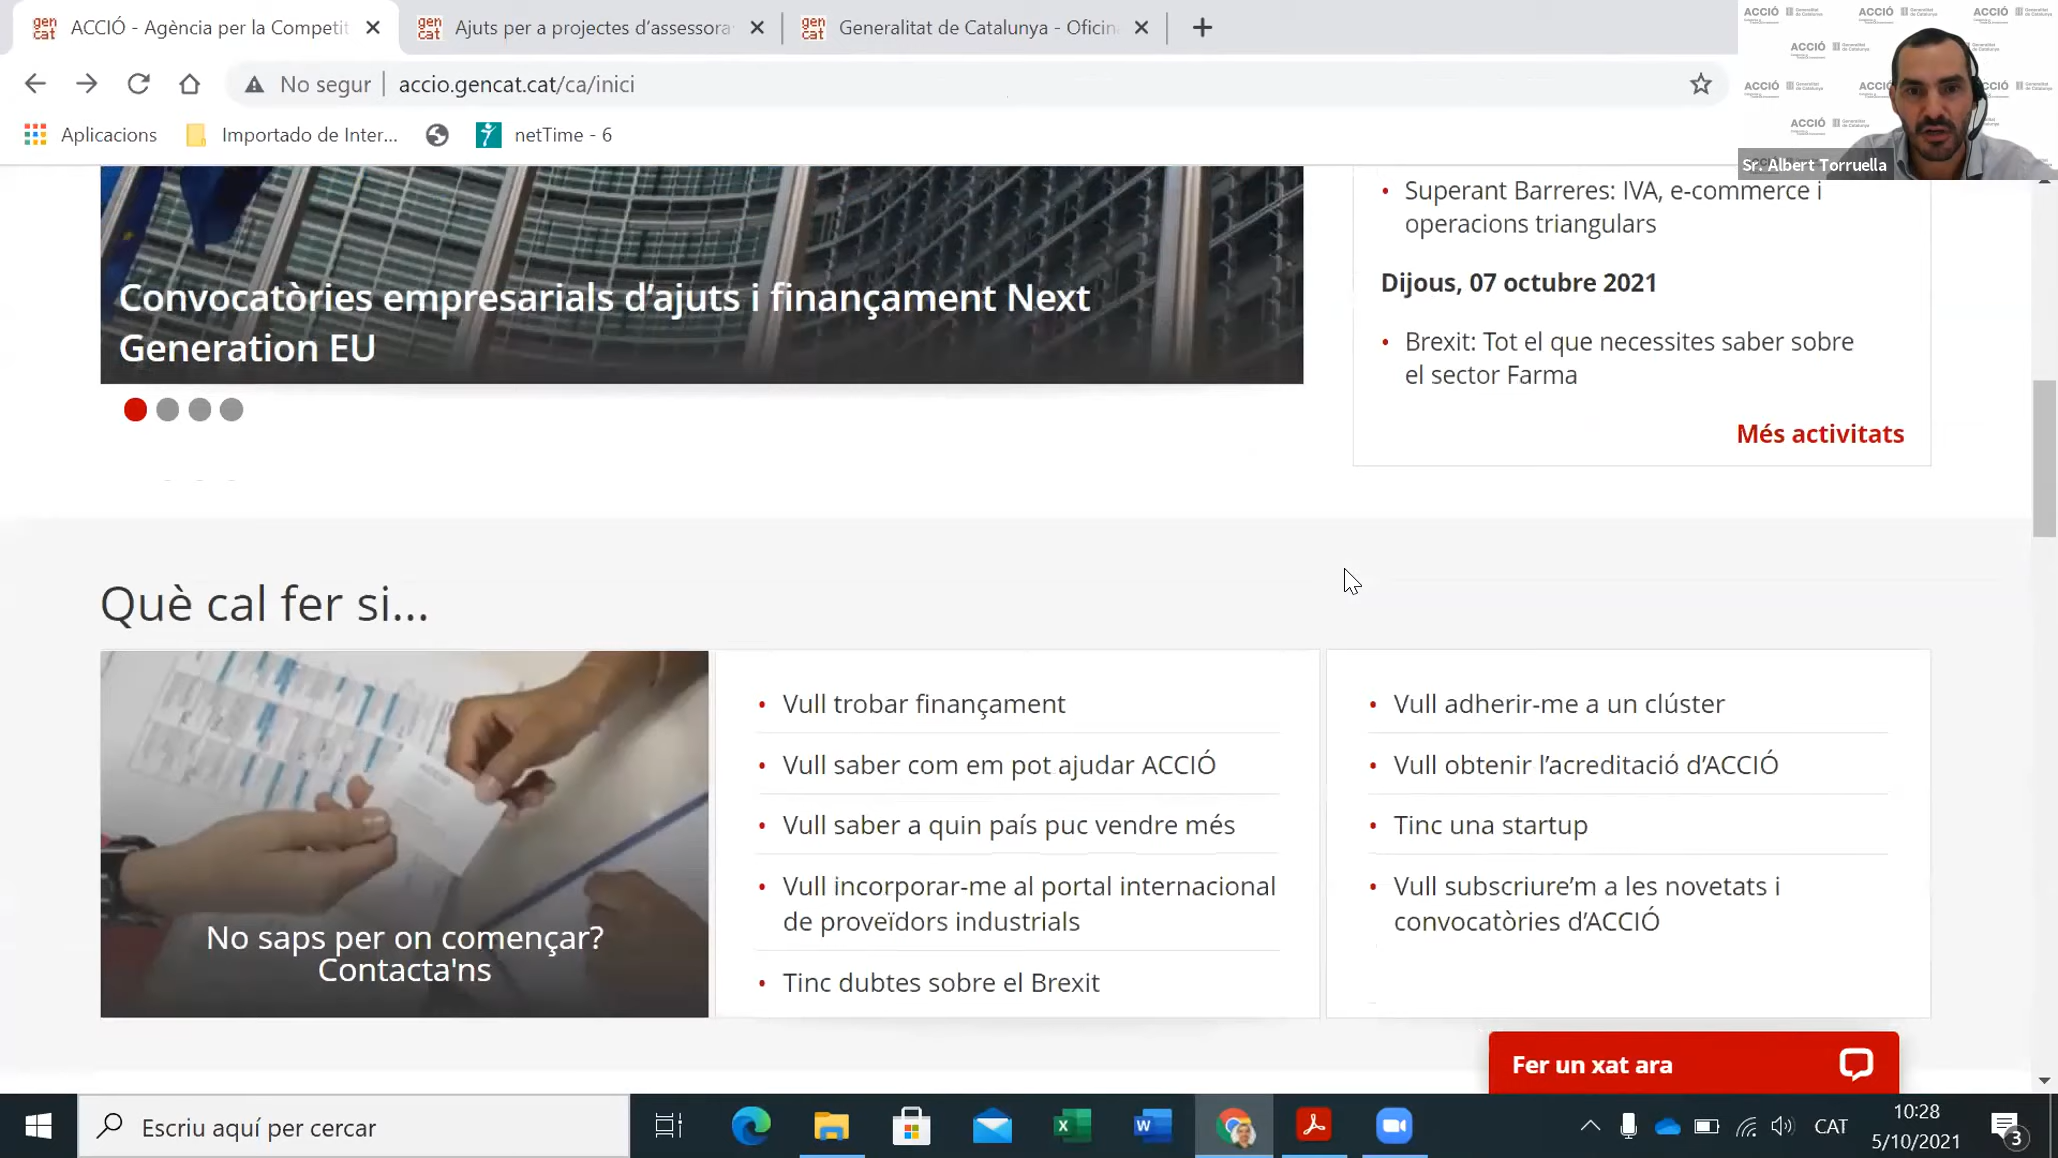 ACCIÓ - Agència per la Competit
Ajuts per a projectes d'assessora
Generalitat de Catalunya - Oficin
No segur
accio.gencat.cat/ca/inici
Aplicacions
Importado de Inter...
netTime - 6
ACCIÓ
Generalitat de Catalunya
Sr. Albert Torruella
Convocatòries empresarials d'ajuts i finançament Next
Generation EU
Superant Barreres: IVA, e-commerce i
operacions triangulars
Dijous, 07 octubre 2021
Brexit: Tot el que necessites saber sobre
el sector Farma
Més activitats
Què cal fer si...
No saps per on començar?
Contacta'ns
Vull trobar finançament
Vull saber com em pot ajudar ACCIÓ
Vull saber a quin país puc vendre més
Vull incorporar-me al portal internacional
de proveïdors industrials
Tinc dubtes sobre el Brexit
Vull adherir-me a un clúster
Vull obtenir l'acreditació d'ACCIÓ
Tinc una startup
Vull subscriure'm a les novetats i
convocatòries d'ACCIÓ
Fer un xat ara
Escriu aquí per cercar
CAT
10:28
5/10/2021
3